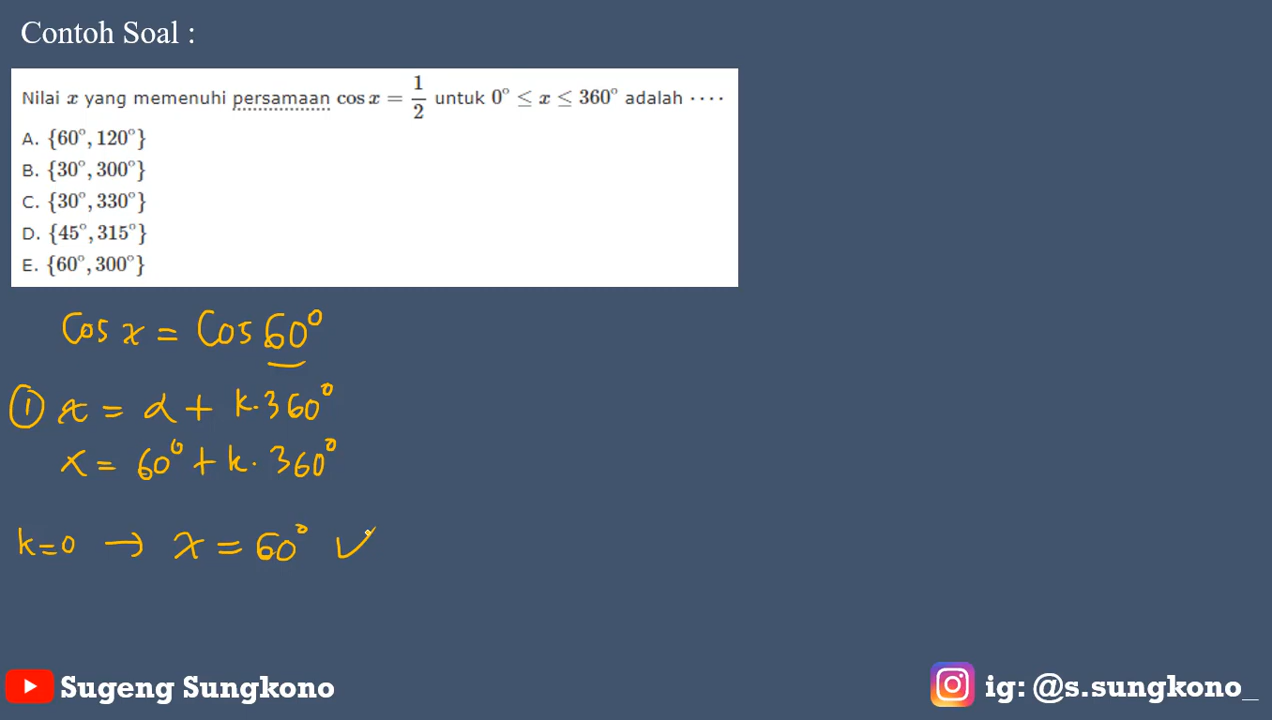 Contoh Soal :
Nilai x yang memenuhi persamaan cos x = 1/2 untuk 0° ≤ x ≤ 360° adalah ····
A. {60°, 120°}
B. {30°, 300°}
C. {30°, 330°}
D. {45°, 315°}
E. {60°, 300°}
Cos x = Cos 60°
① x = α + k.360°
x = 60° + k. 360°
k=0 → x = 60° ✓
Sugeng Sungkono
ig: @s.sungkono_